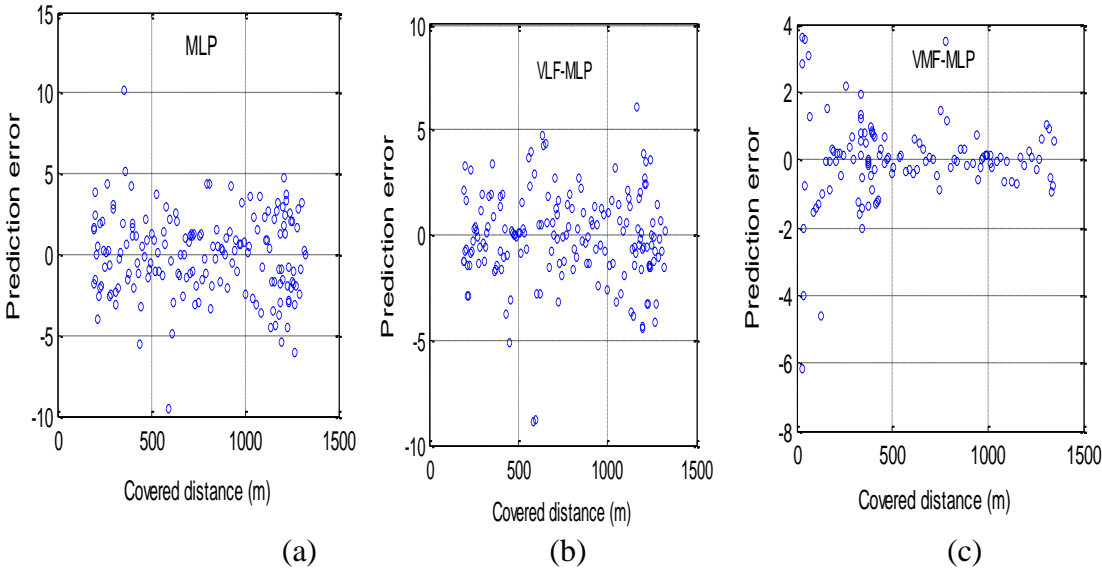 MLP
15
10
5
0
-5
-10
0 500 1000 1500
Prediction error
Covered distance (m)
(a)
VLF-MLP
10
5
0
-5
-10
0 500 1000 1500
Prediction error
Covered distance (m)
(b)
VMF-MLP
4
2
0
-2
-4
-6
-8
0 500 1000 1500
Prediction error
Covered distance (m)
(c)